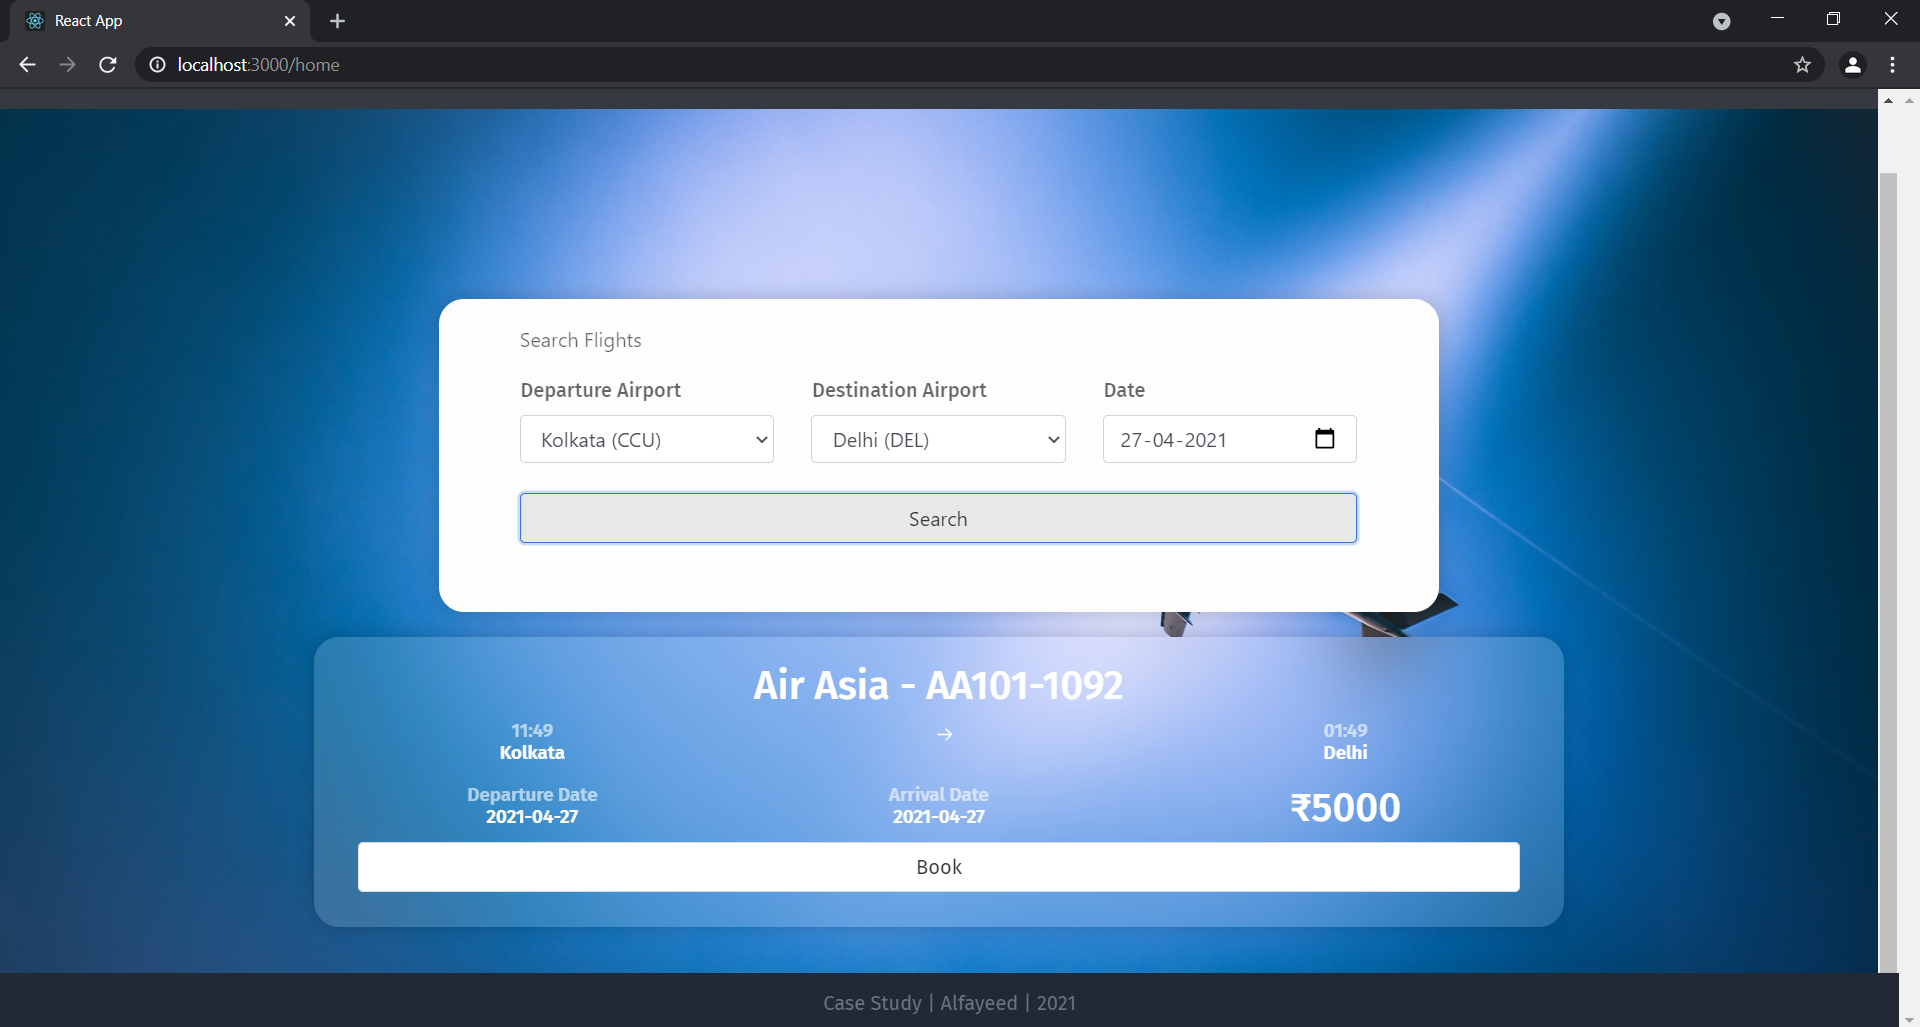 React App
localhost:3000/home
Search Flights
Departure Airport
Destination Airport
Date
Kolkata (CCU)
Delhi (DEL)
27-04-2021
Search
Air Asia - AA101-1092
11:49
→
01:49
Kolkata
Delhi
Departure Date
Arrival Date
2021-04-27
2021-04-27
₹5000
Book
Case Study | Alfayeed | 2021